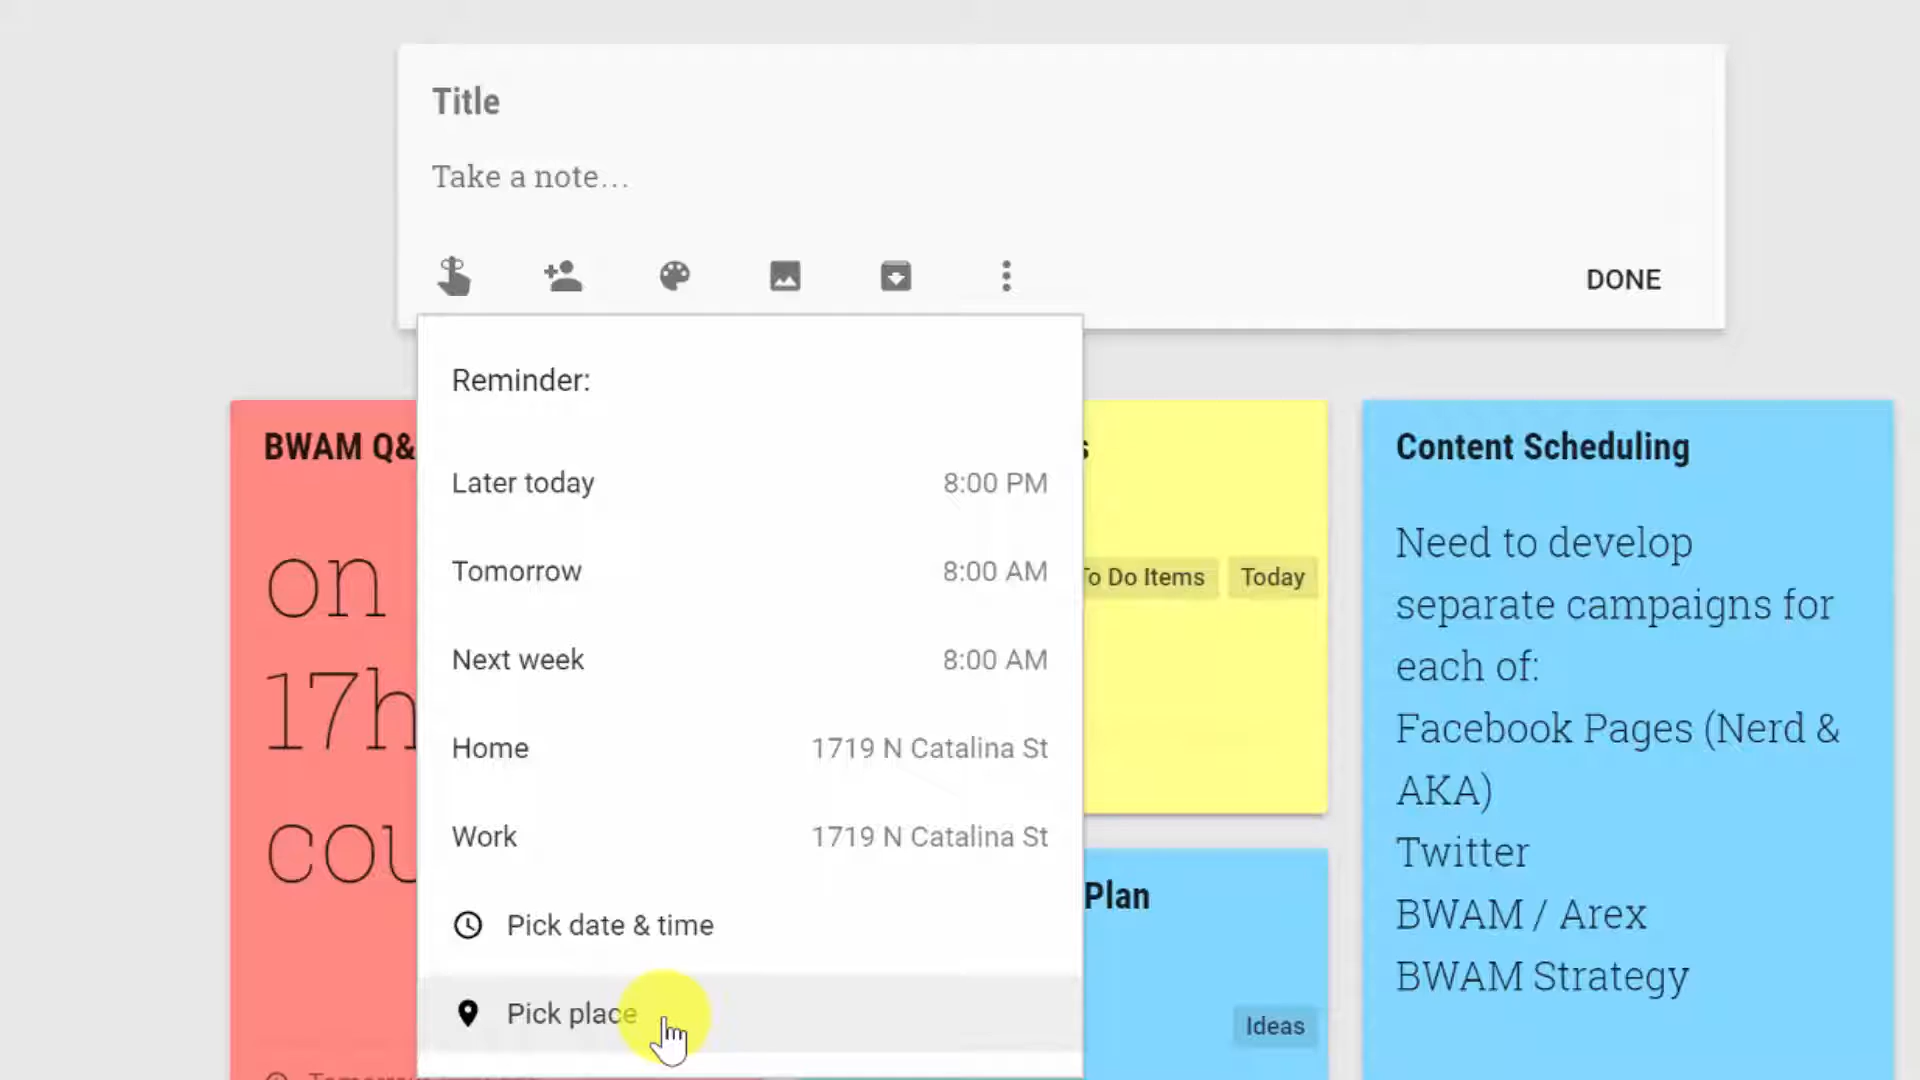 Title
Take a note...
DONE
Reminder:
Later today 8:00 PM
Tomorrow 8:00 AM
Next week 8:00 AM
Home 1719 N Catalina St
Work 1719 N Catalina St
Pick date & time
Pick place
BWAM Q&
on
17h
cou
s
To Do Items Today
Plan
Ideas
Content Scheduling
Need to develop
separate campaigns for
each of:
Facebook Pages (Nerd &
AKA)
Twitter
BWAM / Arex
BWAM Strategy